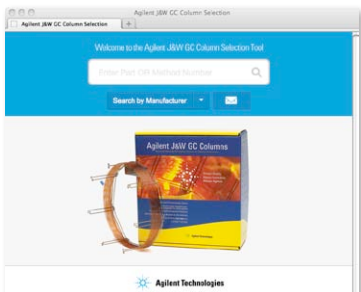 Agilent J&W GC Column Selection
Agilent J&W GC Column Selection
Welcome to the Agilent J&W GC Column Selection Tool
Enter Part OR Method Number
Search by Manufacturer
Agilent J&W GC Columns
Agilent Technologies